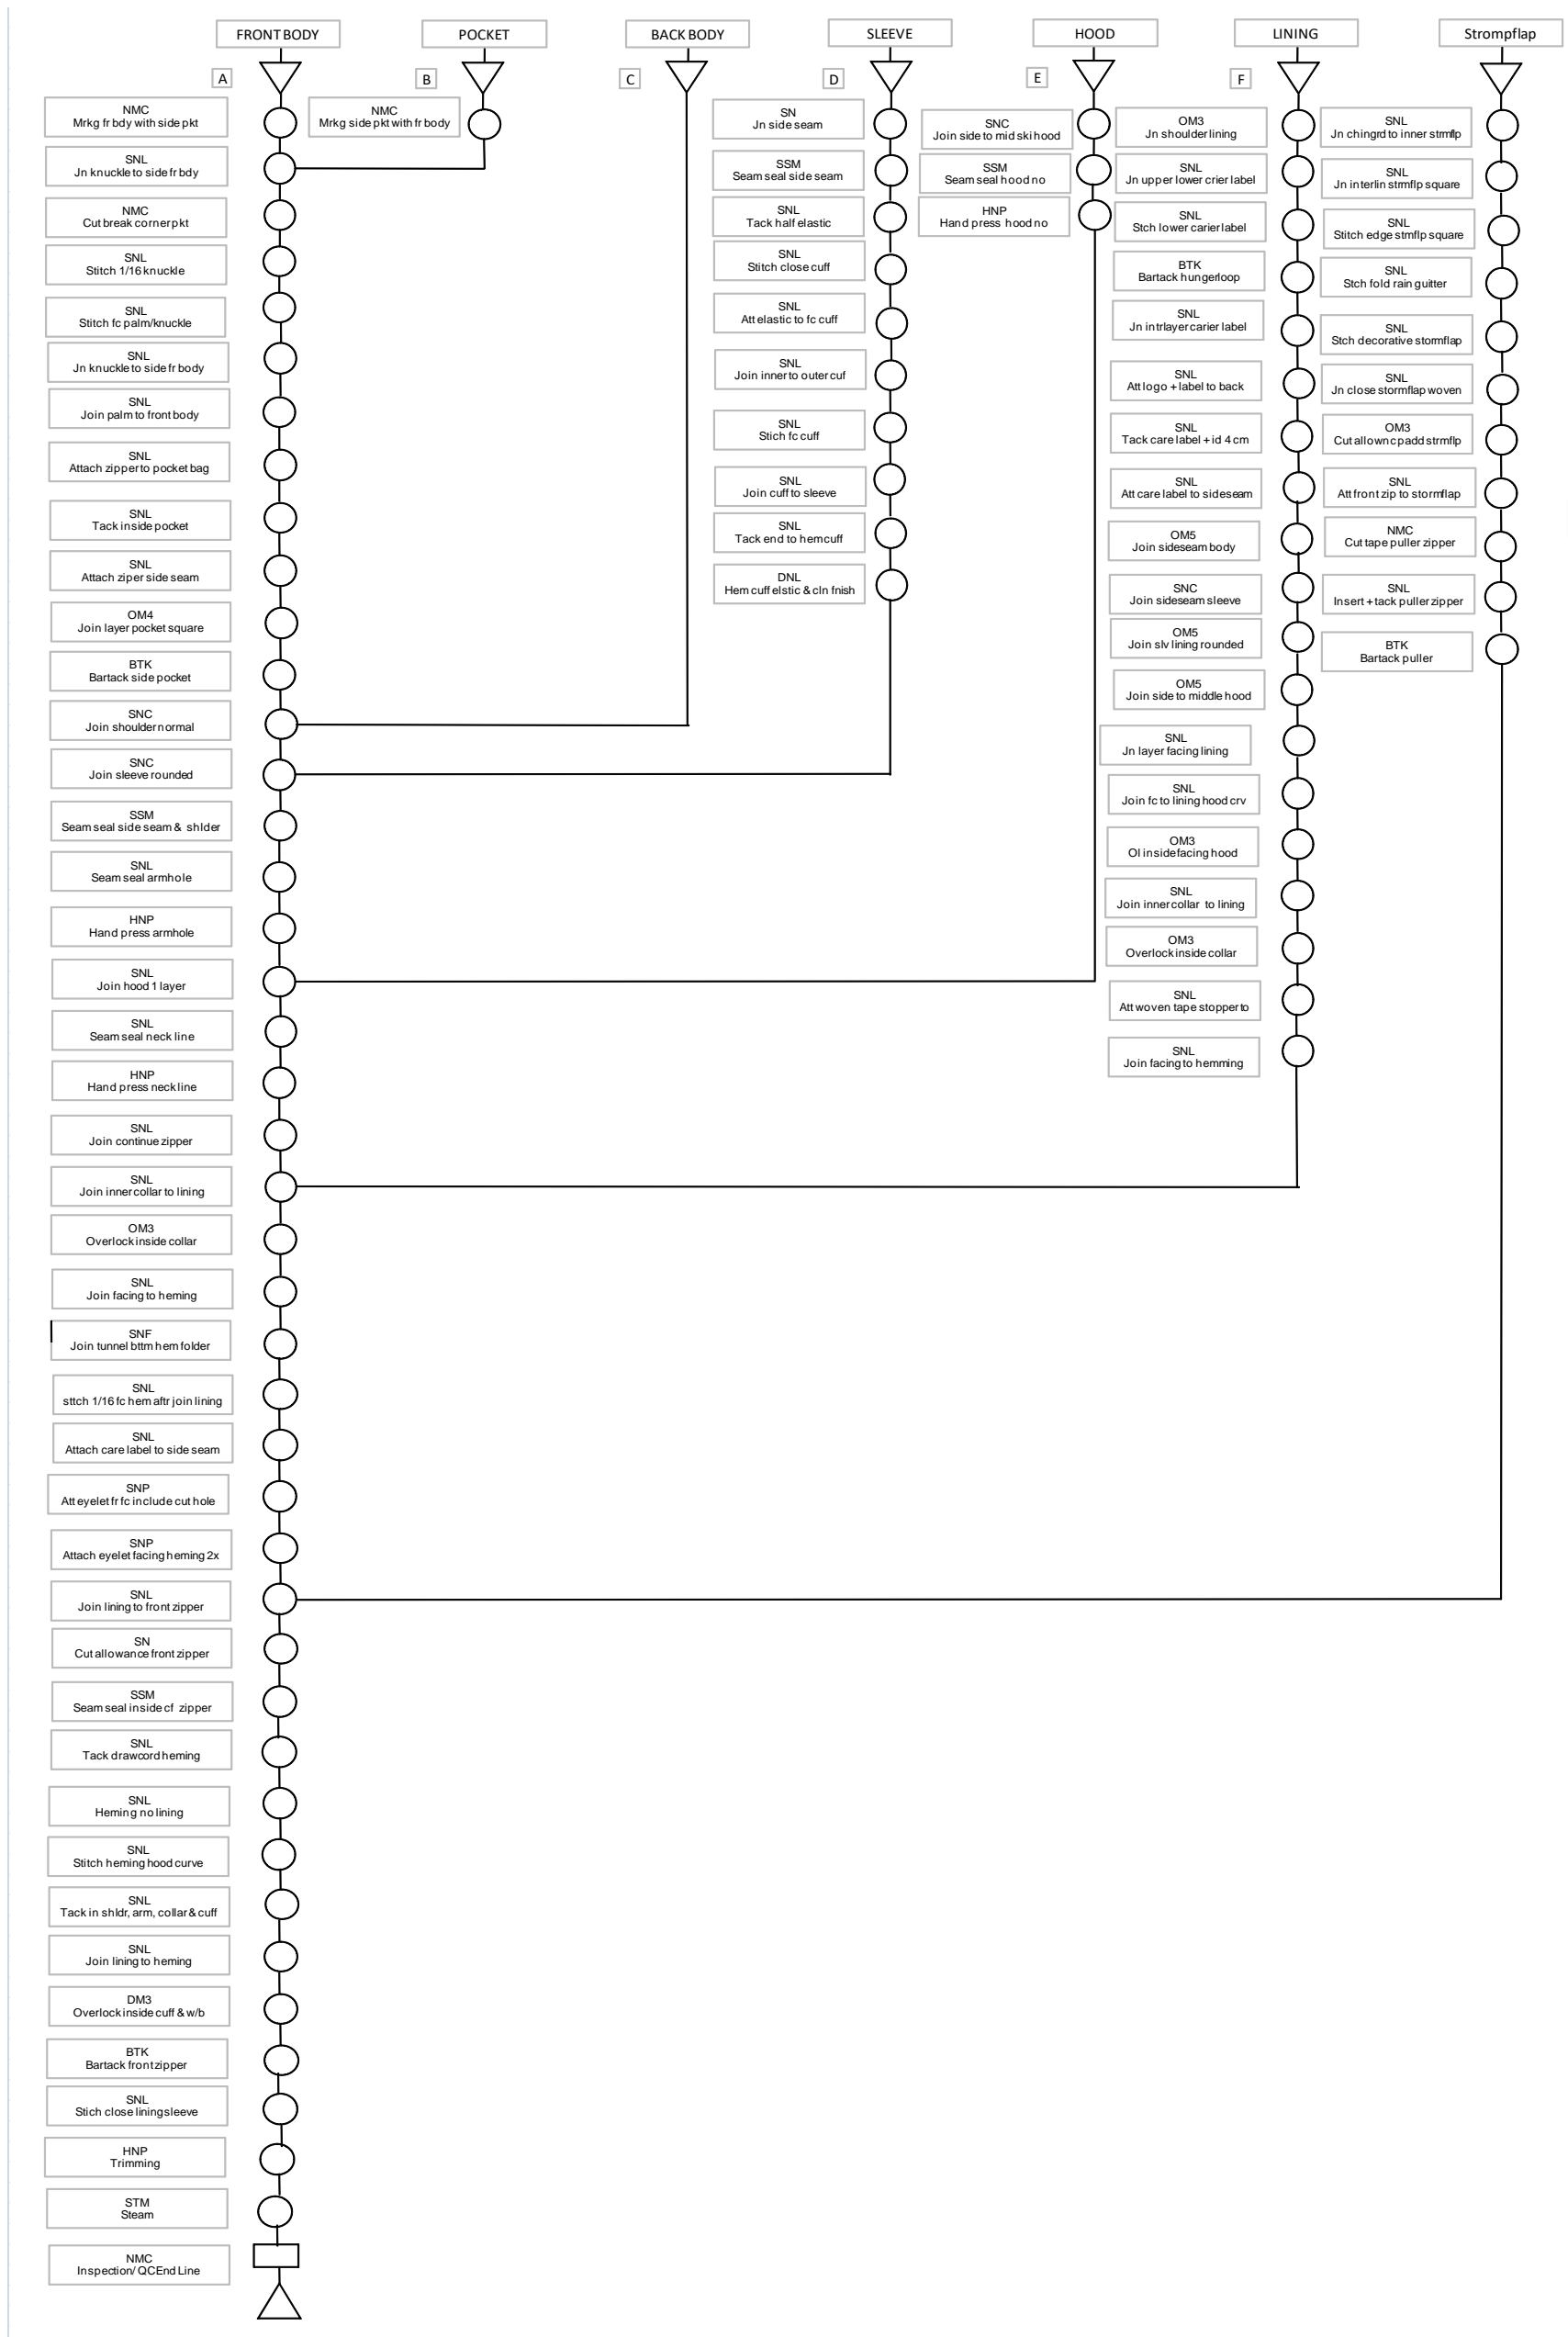 FRONT BODY
POCKET
BACK BODY
SLEEVE
HOOD
LINING
Strompflap
A
B
C
D
E
F
NMC
Mrkg fr bdy with side pkt
SNL
Jn knuckle to side fr bdy
NMC
Cut break corner pkt
SNL
Stitch 1/16 knuckle
SNL
Stitch fc palm/knuckle
SNL
Jn knuckle to side fr body
SNL
Join palm to front body
SNL
Attach zipper to pocket bag
SNL
Tack inside pocket
SNL
Attach ziper side seam
OM4
Join layer pocket square
BTK
Bartack side pocket
SNC
Join shoulder normal
SNC
Join sleeve rounded
SSM
Seam seal side seam & shlder
SNL
Seam seal armhole
HNP
Hand press armhole
SNL
Join hood 1 layer
SNL
Seam seal neck line
HNP
Hand press neck line
SNL
Join continue zipper
SNL
Join inner collar to lining
OM3
Overlock inside collar
SNL
Join facing to heming
SNF
Join tunnel bttm hem folder
SNL
sttch 1/16 fc hem aftr join lining
SNL
Attach care label to side seam
SNP
Att eyelet fr fc include cut hole
SNP
Attach eyelet facing heming 2x
SNL
Join lining to front zipper
SN
Cut allowance front zipper
SSM
Seam seal inside cf zipper
SNL
Tack drawcord heming
SNL
Heming no lining
SNL
Stitch heming hood curve
SNL
Tack in shldr, arm, collar & cuff
SNL
Join lining to heming
DM3
Overlock inside cuff & w/b
BTK
Bartack front zipper
SNL
Stich close lining sleeve
HNP
Trimming
STM
Steam
NMC
Inspection/ QC End Line
NMC
Mrkg side pkt with fr body
SN
Jn side seam
SSM
Seam seal side seam
SNL
Tack half elastic
SNL
Stitch close cuff
SNL
Att elastic to fc cuff
SNL
Join inner to outer cuf
SNL
Stich fc cuff
SNL
Join cuff to sleeve
SNL
Tack end to hem cuff
DNL
Hem cuff elstic & cln fnish
SNC
Join side to mid ski hood
SSM
Seam seal hood no
HNP
Hand press hood no
OM3
Jn shoulder lining
SNL
Jn upper lower crier label
SNL
Stch lower carier label
BTK
Bartack hungerloop
SNL
Jn intrlayer carier label
SNL
Att logo + label to back
SNL
Tack care label + id 4 cm
SNL
Att care label to sideseam
OM5
Join sideseam body
SNC
Join sideseam sleeve
OM5
Join slv lining rounded
OM5
Join side to middle hood
SNL
Jn layer facing lining
SNL
Join fc to lining hood crv
OM3
Ol inside facing hood
SNL
Join inner collar to lining
OM3
Overlock inside collar
SNL
Att woven tape stopper to
SNL
Join facing to hemming
SNL
Jn chingrd to inner strmflp
SNL
Jn interlin strmflp square
SNL
Stitch edge stmflp square
SNL
Stch fold rain guitter
SNL
Stch decorative stormflap
SNL
Jn close stormflap woven
OM3
Cut allown c padd strmflp
SNL
Att front zip to stormflap
NMC
Cut tape puller zipper
SNL
Insert + tack puller zipper
BTK
Bartack puller